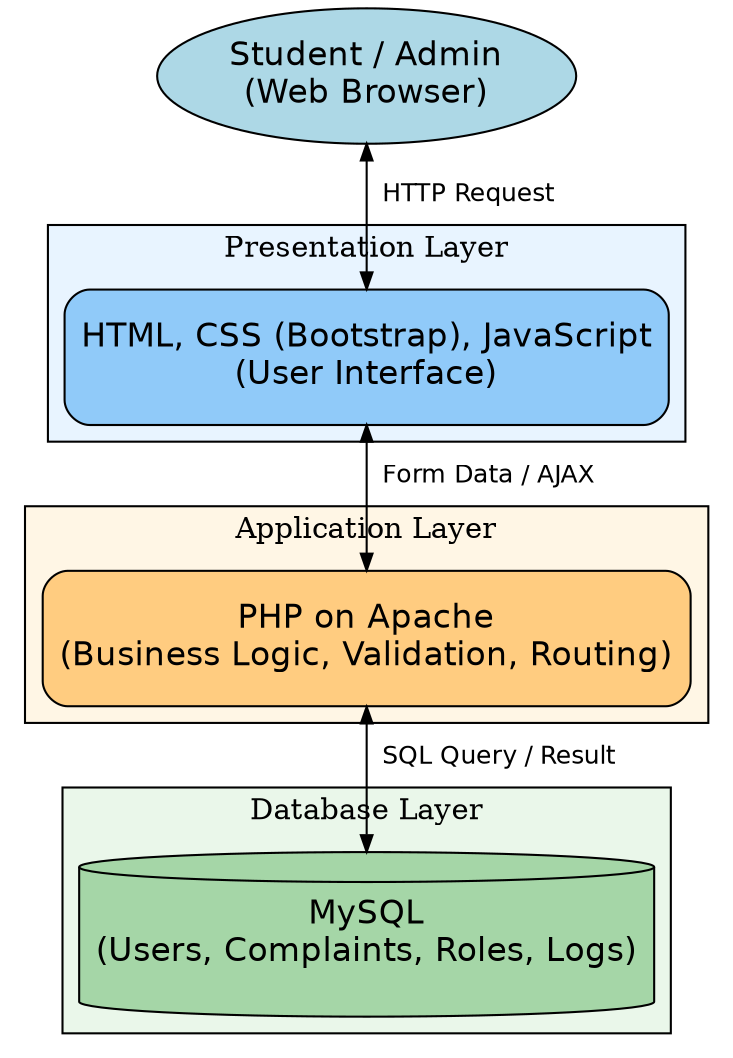 Student / Admin
(Web Browser)
HTTP Request
Presentation Layer
HTML, CSS (Bootstrap), JavaScript
(User Interface)
Form Data / AJAX
Application Layer
PHP on Apache
(Business Logic, Validation, Routing)
SQL Query / Result
Database Layer
MySQL
(Users, Complaints, Roles, Logs)